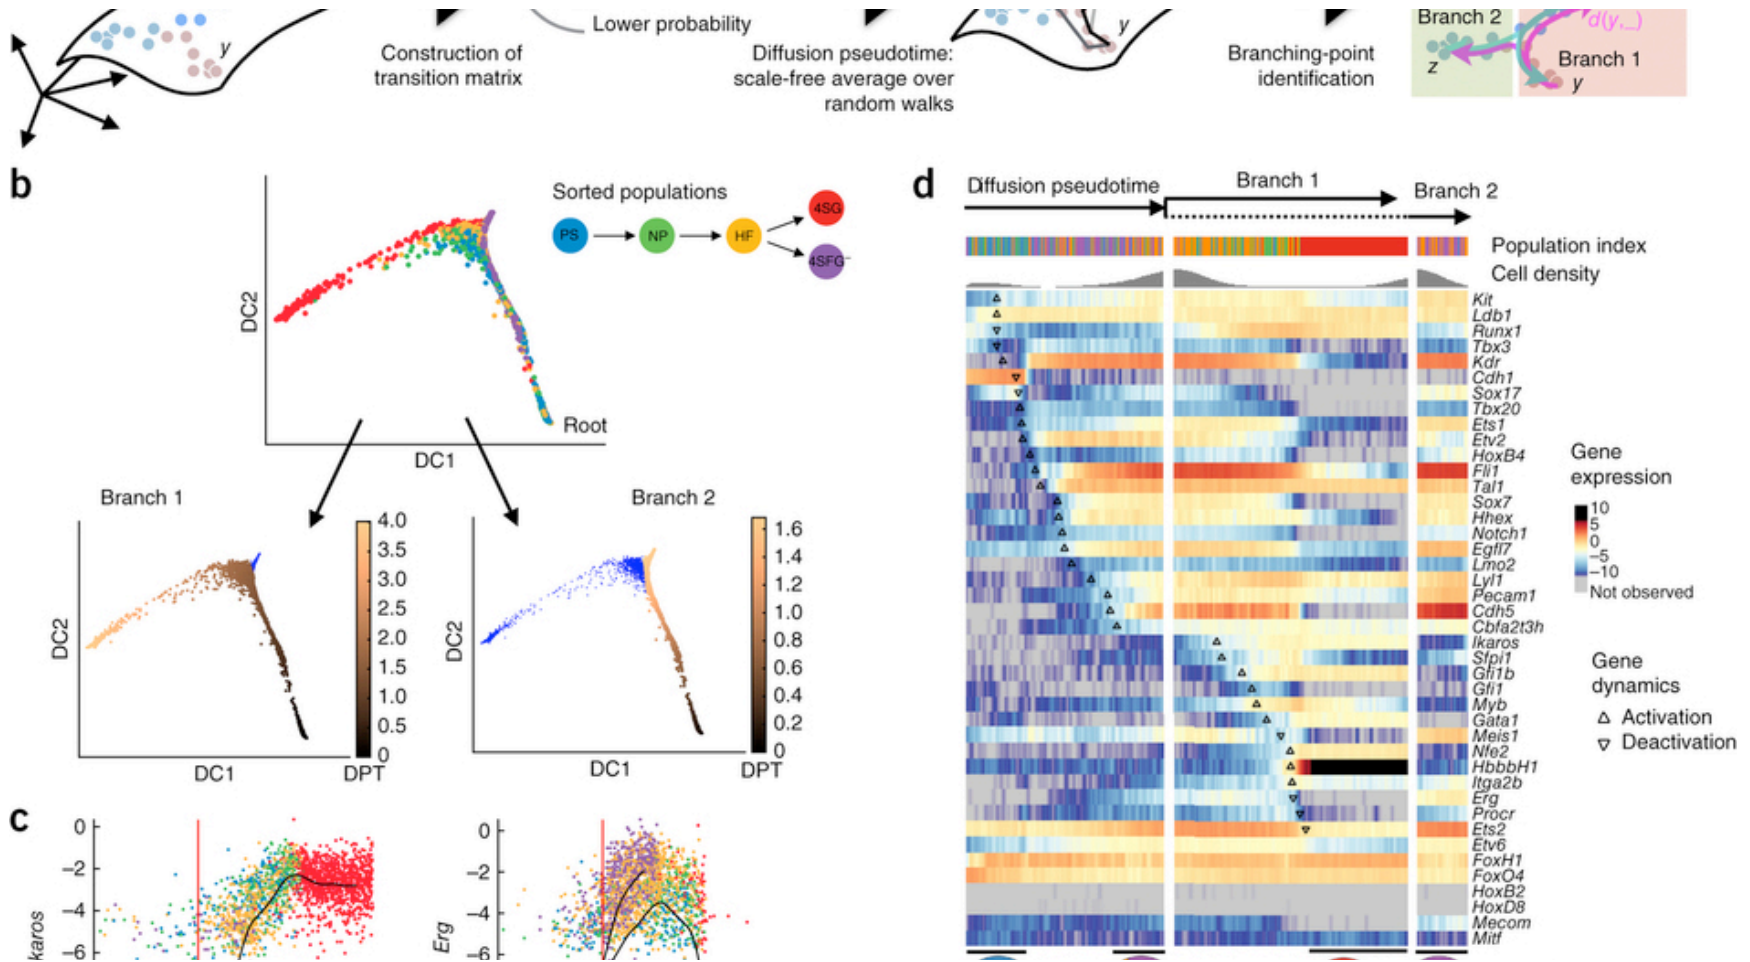 y
Construction of
transition matrix
Lower probability
Diffusion pseudotime:
scale-free average over
random walks
y
Branching-point
identification
Branch 2
d(y,...)
z
Branch 1
y
b
Sorted populations
PS
NP
HF
4SG
4SFG⁻
DC2
DC1
Root
Branch 1
DC2
DC1
DPT
4.0
3.5
3.0
2.5
2.0
1.5
1.0
0.5
0
Branch 2
DC2
DC1
DPT
1.6
1.4
1.2
1.0
0.8
0.6
0.4
0.2
0
c
0
−2
−4
−6
Erg
0
−2
−4
−6
d
Diffusion pseudotime
Branch 1
Branch 2
Population index
Cell density
Kit
Ldb1
Runx1
Tbx3
Kdr
Cdh1
Sox17
Tbx20
Ets1
Etv2
HoxB4
Fli1
Tal1
Sox7
Hhex
Notch1
Egfl7
Lmo2
Lyl1
Pecam1
Cdh5
Cbfa2t3h
Ikaros
Sfpi1
Gfi1b
Gfi1
Myb
Gata1
Meis1
Nfe2
HbbbH1
Itga2b
Erg
Procr
Ets2
Etv6
FoxH1
FoxO4
HoxB2
HoxD8
Mecom
Mitf
Gene
expression
10
5
0
−5
−10
Not observed
Gene
dynamics
Activation
Deactivation